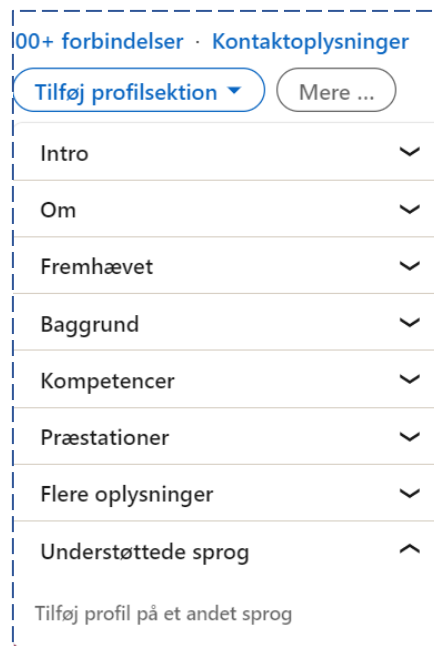 00+ forbindelser · Kontaktoplysninger
Tilføj profilsektion Mere ...
Intro
Om
Fremhævet
Baggrund
Kompetencer
Præstationer
Flere oplysninger
Understøttede sprog
Tilføj profil på et andet sprog